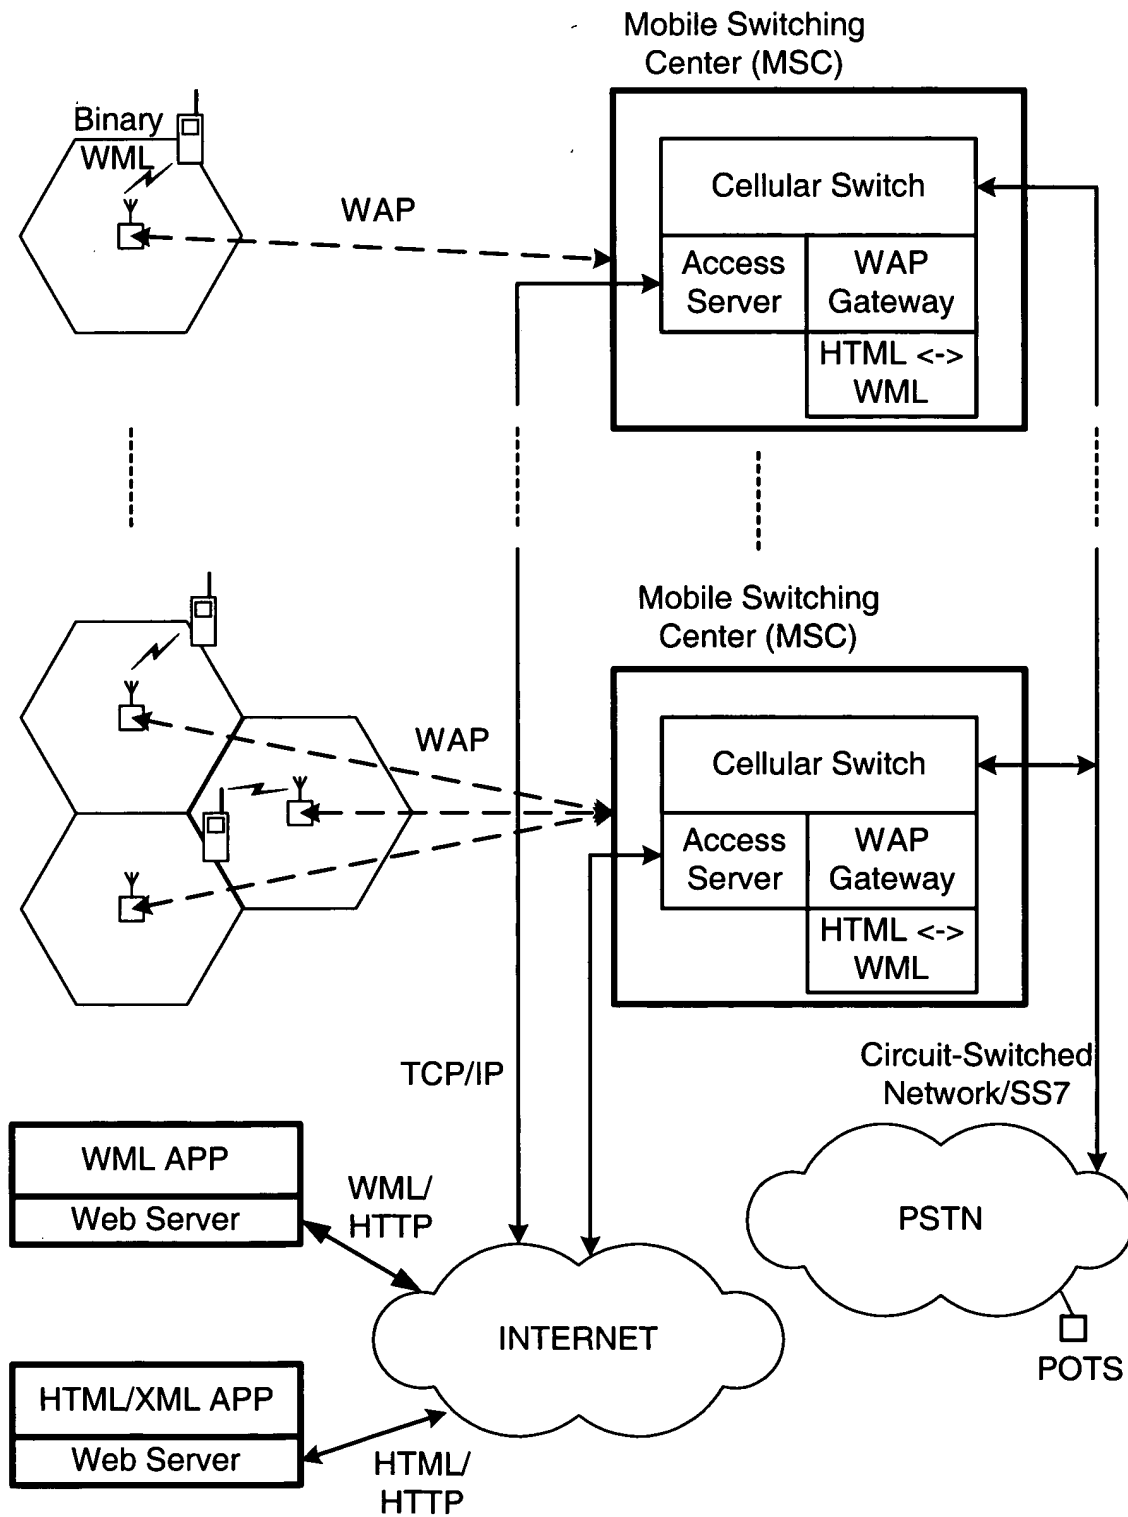 Mobile Switching
Center (MSC)
Binary
WML
WAP
Cellular Switch
Access
Server
WAP
Gateway
HTML <->
WML
Mobile Switching
Center (MSC)
WAP
Cellular Switch
Access
Server
WAP
Gateway
HTML <->
WML
TCP/IP
Circuit-Switched
Network/SS7
WML APP
Web Server
WML/
HTTP
PSTN
INTERNET
POTS
HTML/XML APP
Web Server
HTML/
HTTP